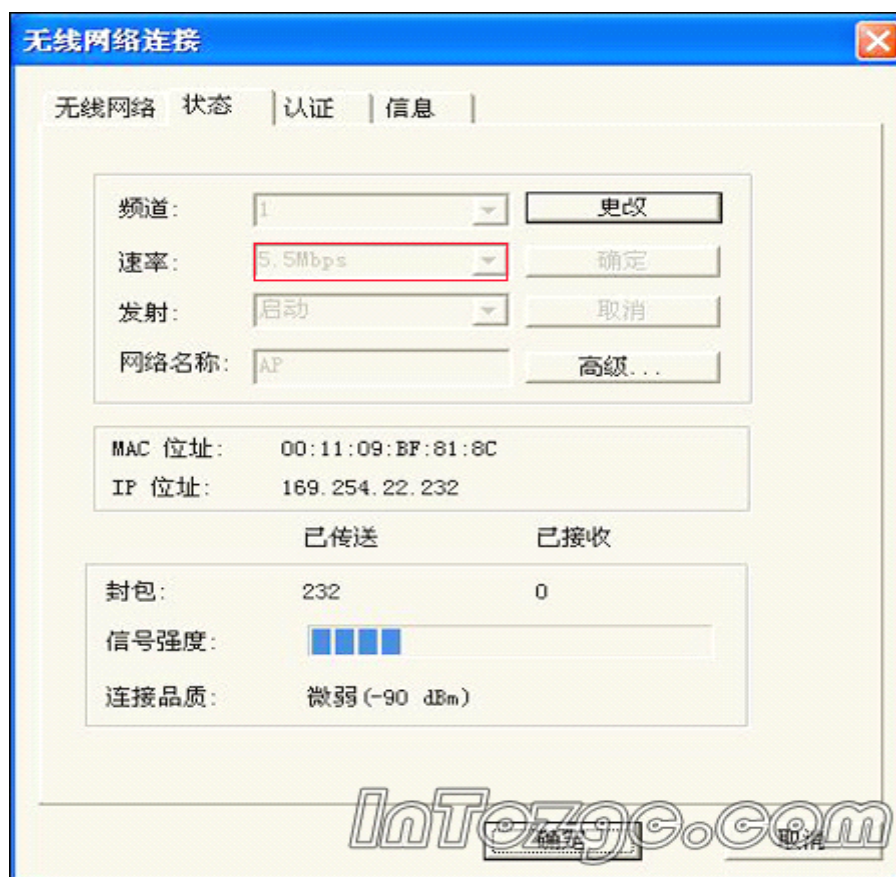 无线网络连接
无线网络 状态 认证 信息
频道: 1 更改
速率: 5.5Mbps 确定
发射: 启动 取消
网络名称: AP 高级...
MAC 位址: 00:11:09:BF:81:8C
IP 位址: 169.254.22.232
已传送 已接收
封包: 232 0
信号强度:
连接品质: 微弱(-90 dBm)
确定 取消
InTozgc.com